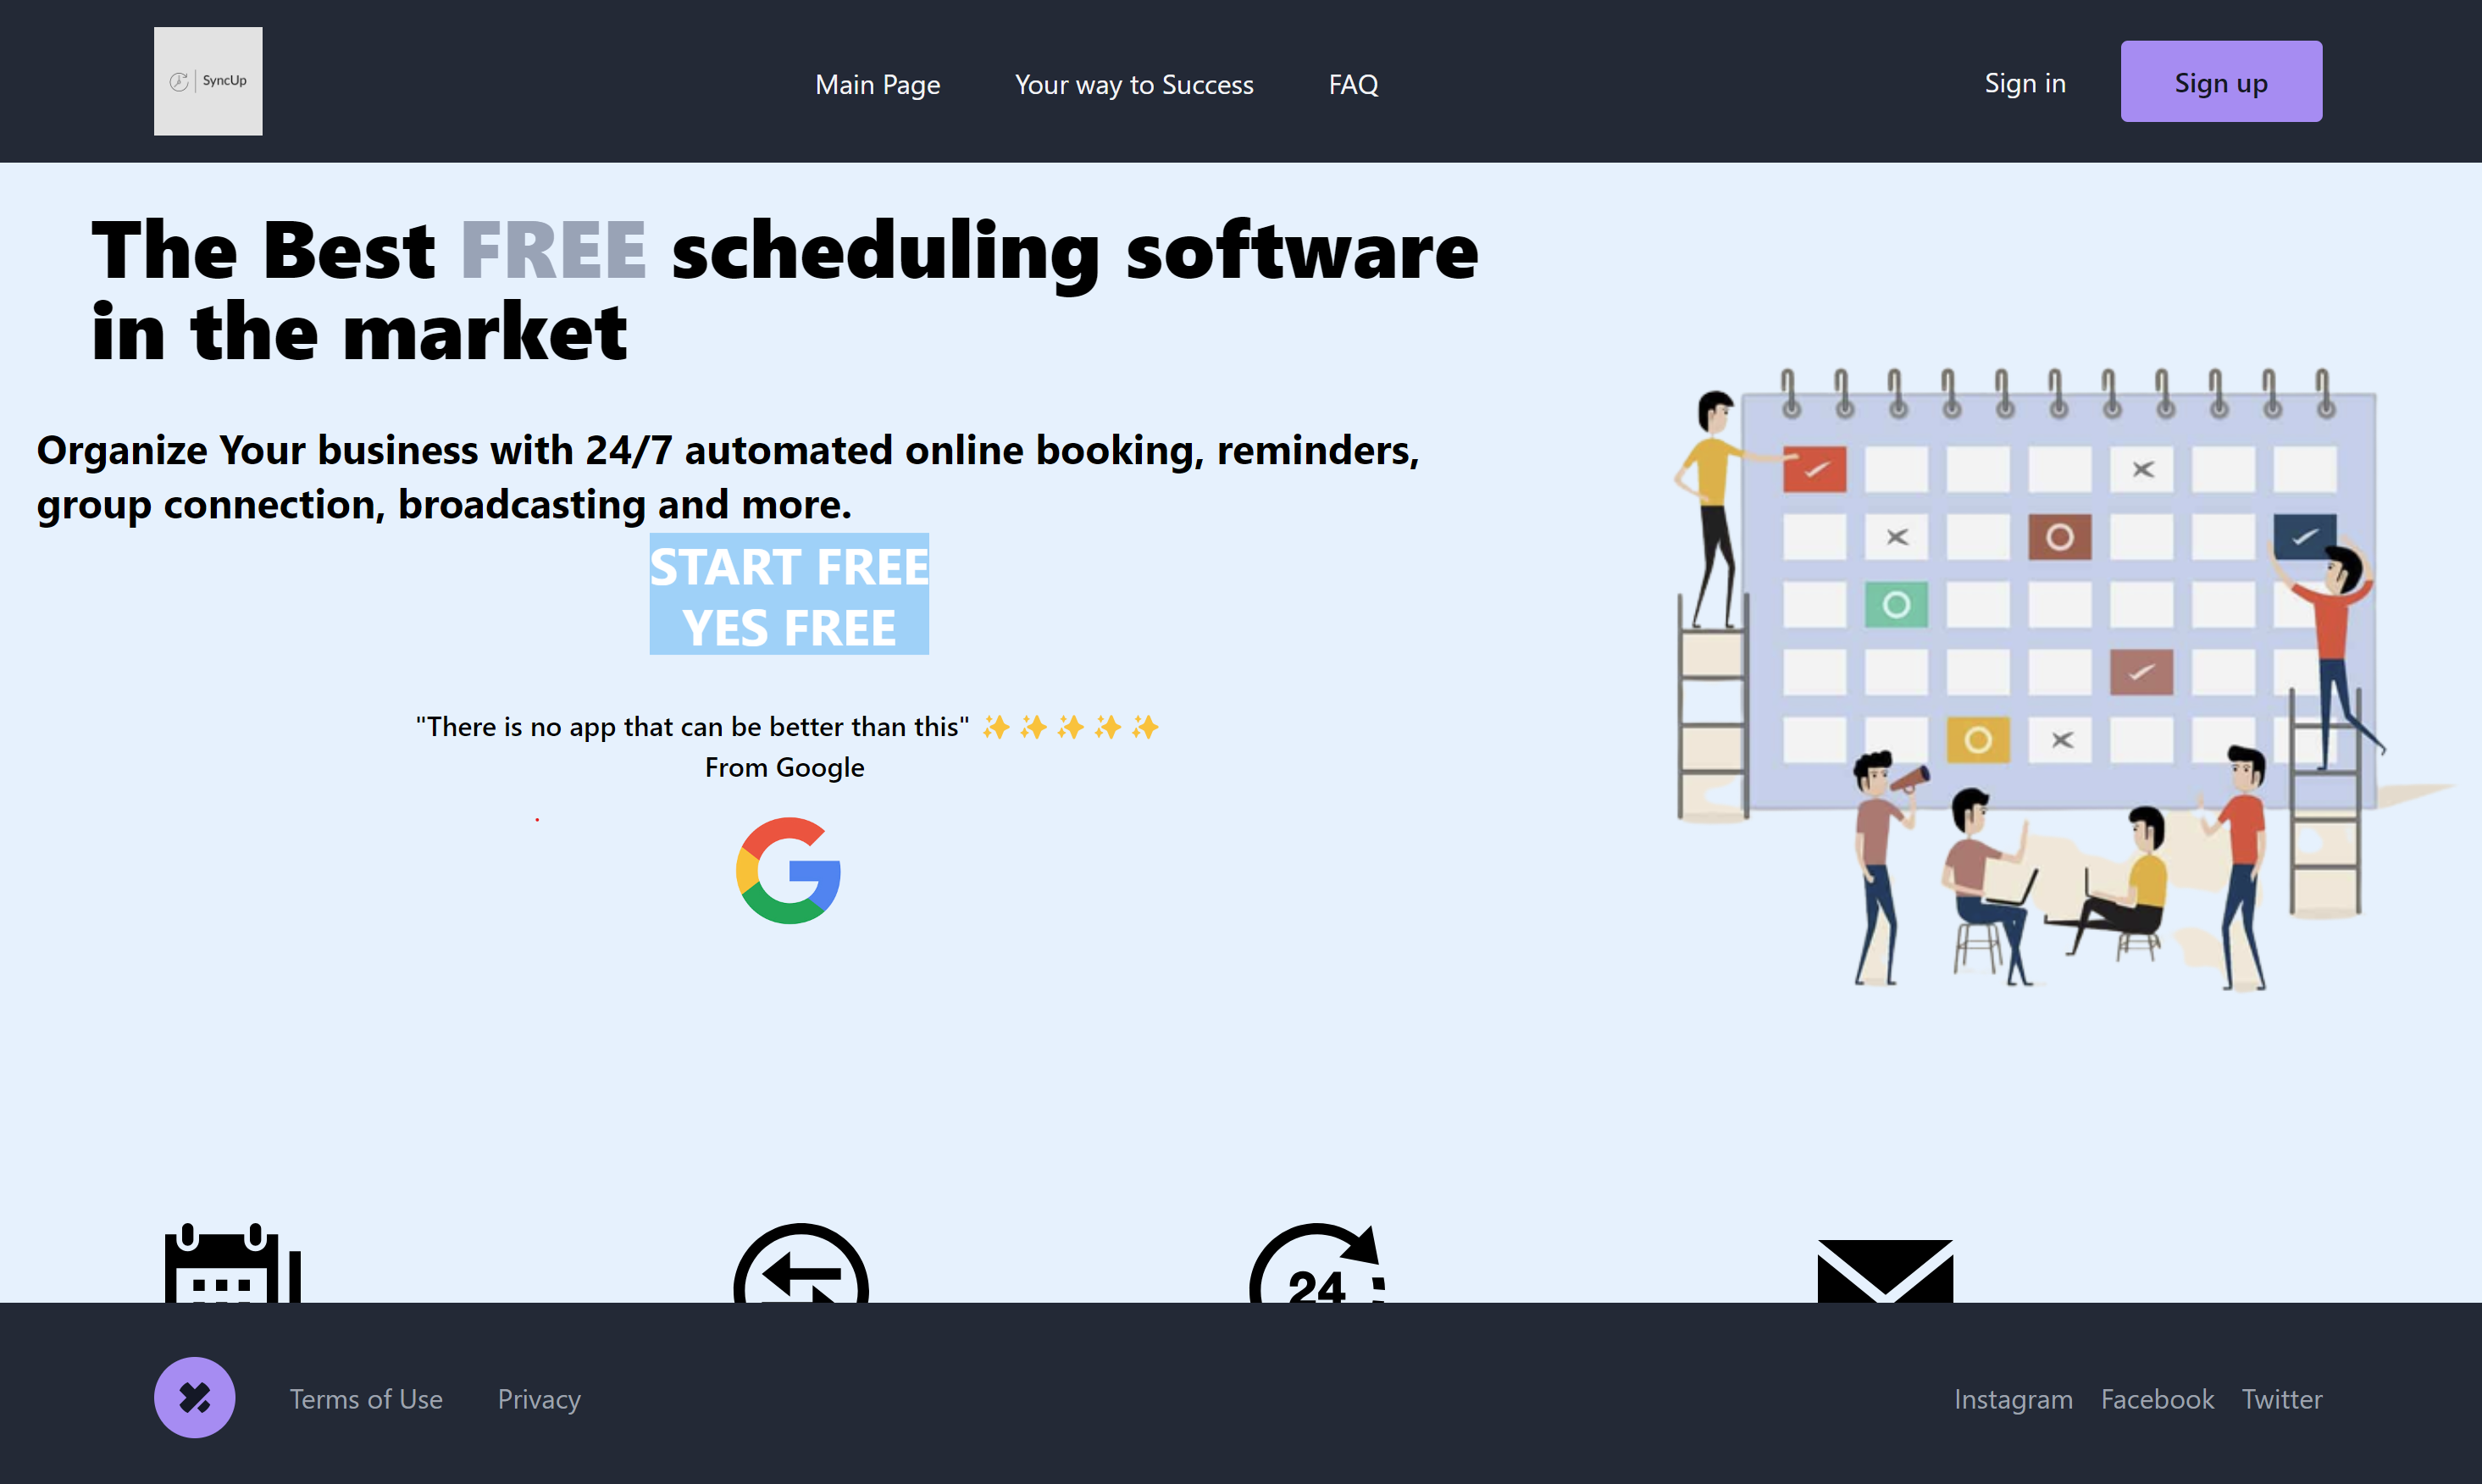 SyncUp
Main Page
Your way to Success
FAQ
Sign in
Sign up
The Best FREE scheduling software
in the market
Organize Your business with 24/7 automated online booking, reminders,
group connection, broadcasting and more.
START FREE
YES FREE
"There is no app that can be better than this" ✨✨✨✨✨
From Google
24
Terms of Use
Privacy
Instagram
Facebook
Twitter